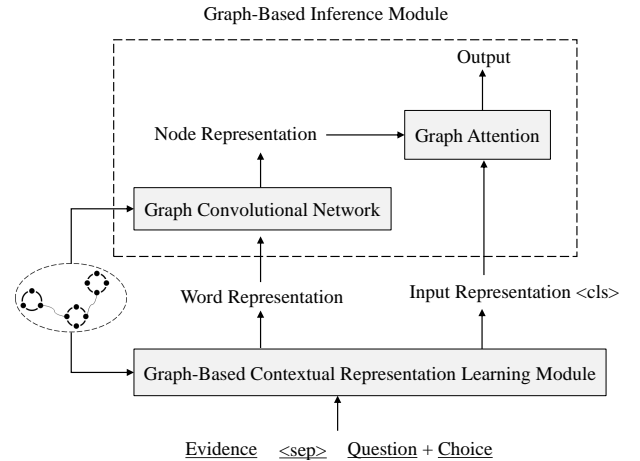 Graph-Based Inference Module
Output
Node Representation
Graph Attention
Graph Convolutional Network
Word Representation
Input Representation <cls>
Graph-Based Contextual Representation Learning Module
Evidence <sep> Question + Choice